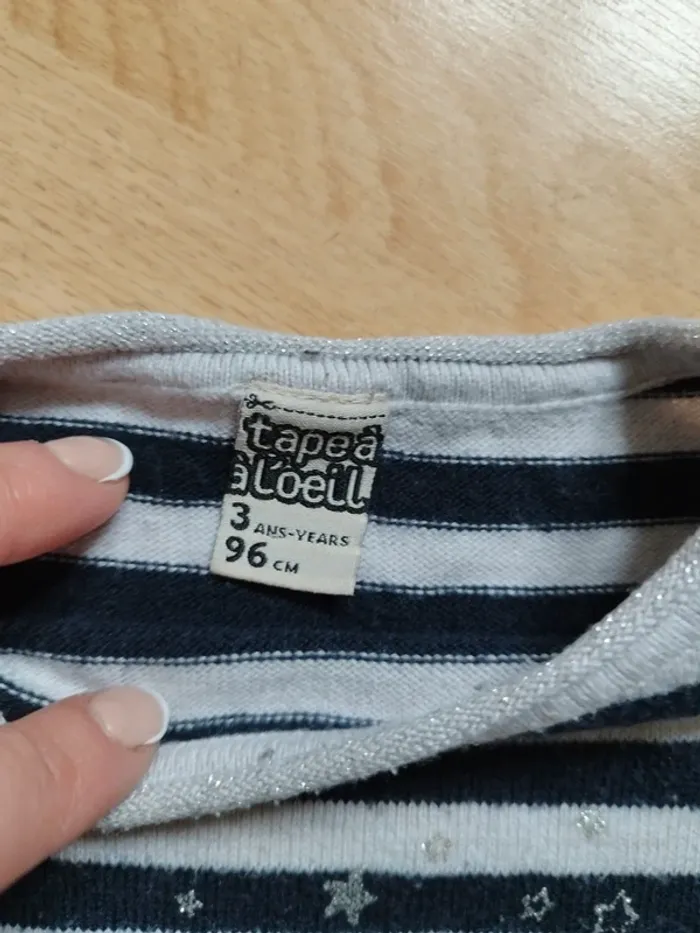 tape à
à l'oeil
3 ANS-YEARS
96 CM